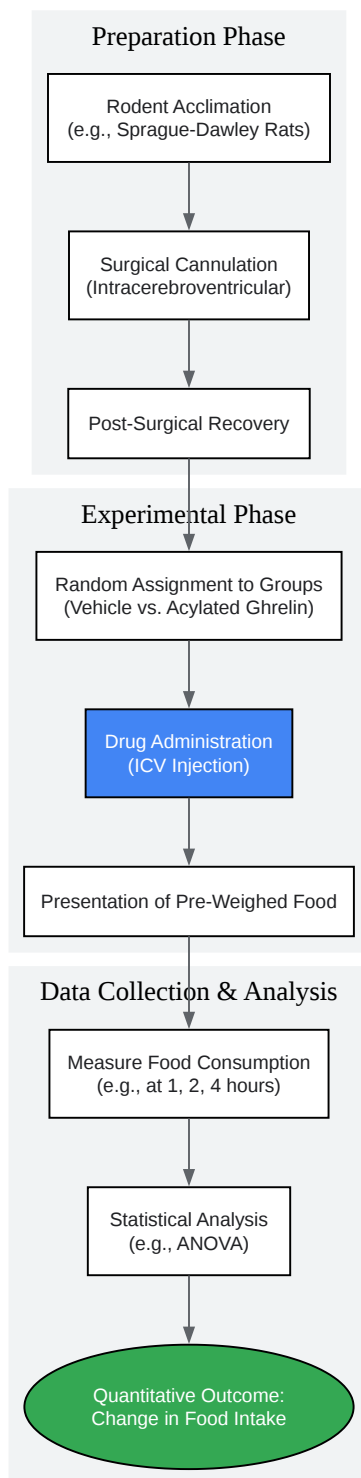 Preparation Phase
Rodent Acclimation
(e.g., Sprague-Dawley Rats)
Surgical Cannulation
(Intracerebroventricular)
Post-Surgical Recovery
Experimental Phase
Random Assignment to Groups
(Vehicle vs. Acylated Ghrelin)
Drug Administration
(ICV Injection)
Presentation of Pre-Weighed Food
Data Collection & Analysis
Measure Food Consumption
(e.g., at 1, 2, 4 hours)
Statistical Analysis
(e.g., ANOVA)
Quantitative Outcome:
Change in Food Intake